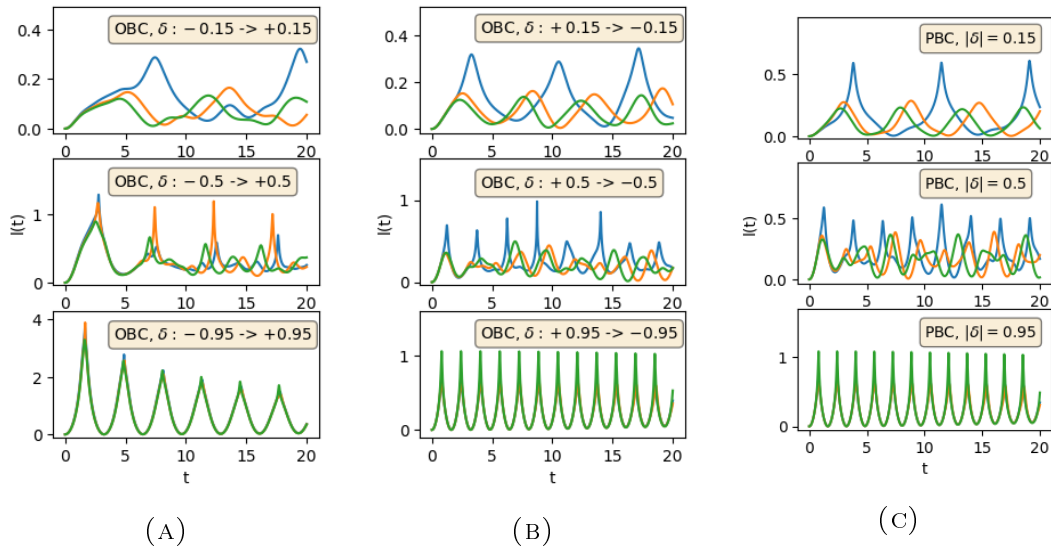 OBC, δ : −0.15 -> +0.15
0.4
0.2
0.0
0 5 10 15 20
OBC, δ : −0.5 -> +0.5
I(t)
1
0
0 5 10 15 20
OBC, δ : −0.95 -> +0.95
4
2
0
0 5 10 15 20
t
(A)
OBC, δ : +0.15 -> −0.15
0.4
0.2
0.0
0 5 10 15 20
OBC, δ : +0.5 -> −0.5
I(t)
1
0
0 5 10 15 20
OBC, δ : +0.95 -> −0.95
1
0
0 5 10 15 20
t
(B)
PBC, |δ| = 0.15
0.5
0.0
0 5 10 15 20
PBC, |δ| = 0.5
I(t)
0.5
0.0
0 5 10 15 20
PBC, |δ| = 0.95
1
0
0 5 10 15 20
t
(C)